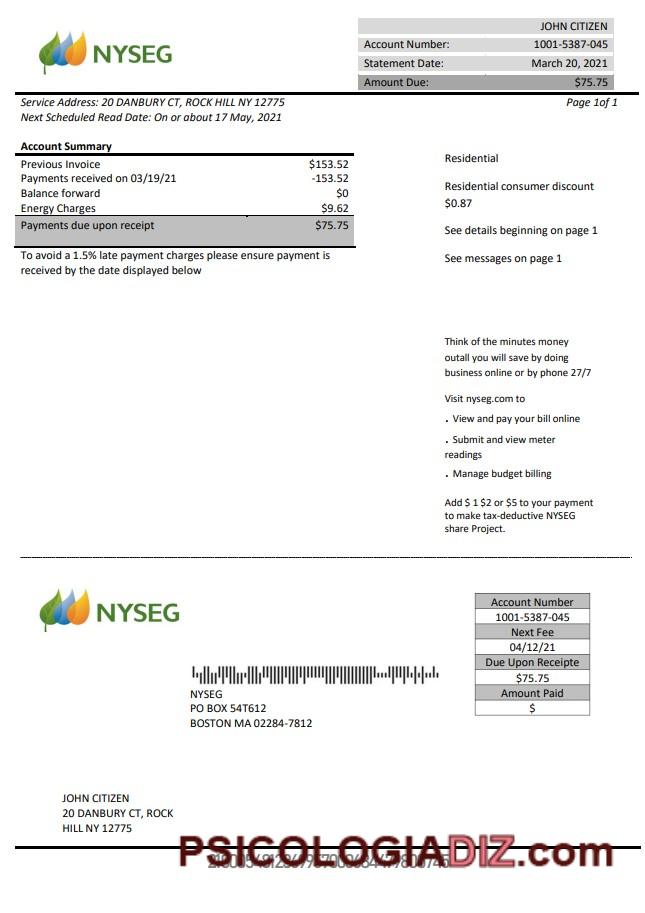 NYSEG
JOHN CITIZEN
Account Number: 1001-5387-045
Statement Date: March 20, 2021
Amount Due: $75.75
Service Address: 20 DANBURY CT, ROCK HILL NY 12775
Page 1of 1
Next Scheduled Read Date: On or about 17 May, 2021
Account Summary
Previous Invoice $153.52
Payments received on 03/19/21 -153.52
Balance forward $0
Energy Charges $9.62
Payments due upon receipt $75.75
To avoid a 1.5% late payment charges please ensure payment is
received by the date displayed below
Residential
Residential consumer discount
$0.87
See details beginning on page 1
See messages on page 1
Think of the minutes money
outall you will save by doing
business online or by phone 27/7
Visit nyseg.com to
. View and pay your bill online
. Submit and view meter
readings
. Manage budget billing
Add $ 1 $2 or $5 to your payment
to make tax-deductive NYSEG
share Project.
NYSEG
Account Number
1001-5387-045
Next Fee
04/12/21
Due Upon Receipte
$75.75
Amount Paid
$
NYSEG
PO BOX 54T612
BOSTON MA 02284-7812
JOHN CITIZEN
20 DANBURY CT, ROCK
HILL NY 12775
PSICOLOGIADIZ.com